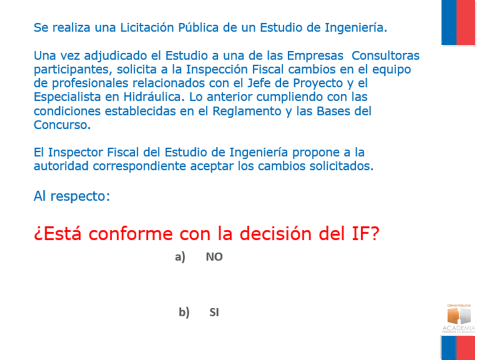 Se realiza una Licitación Pública de un Estudio de Ingeniería.
Una vez adjudicado el Estudio a una de las Empresas Consultoras
participantes, solicita a la Inspección Fiscal cambios en el equipo
de profesionales relacionados con el Jefe de Proyecto y el
Especialista en Hidráulica. Lo anterior cumpliendo con las
condiciones establecidas en el Reglamento y las Bases del
Concurso.
El Inspector Fiscal del Estudio de Ingeniería propone a la
autoridad correspondiente aceptar los cambios solicitados.
Al respecto:
¿Está conforme con la decisión del IF?
a) NO
b) SI
ACADEMIA